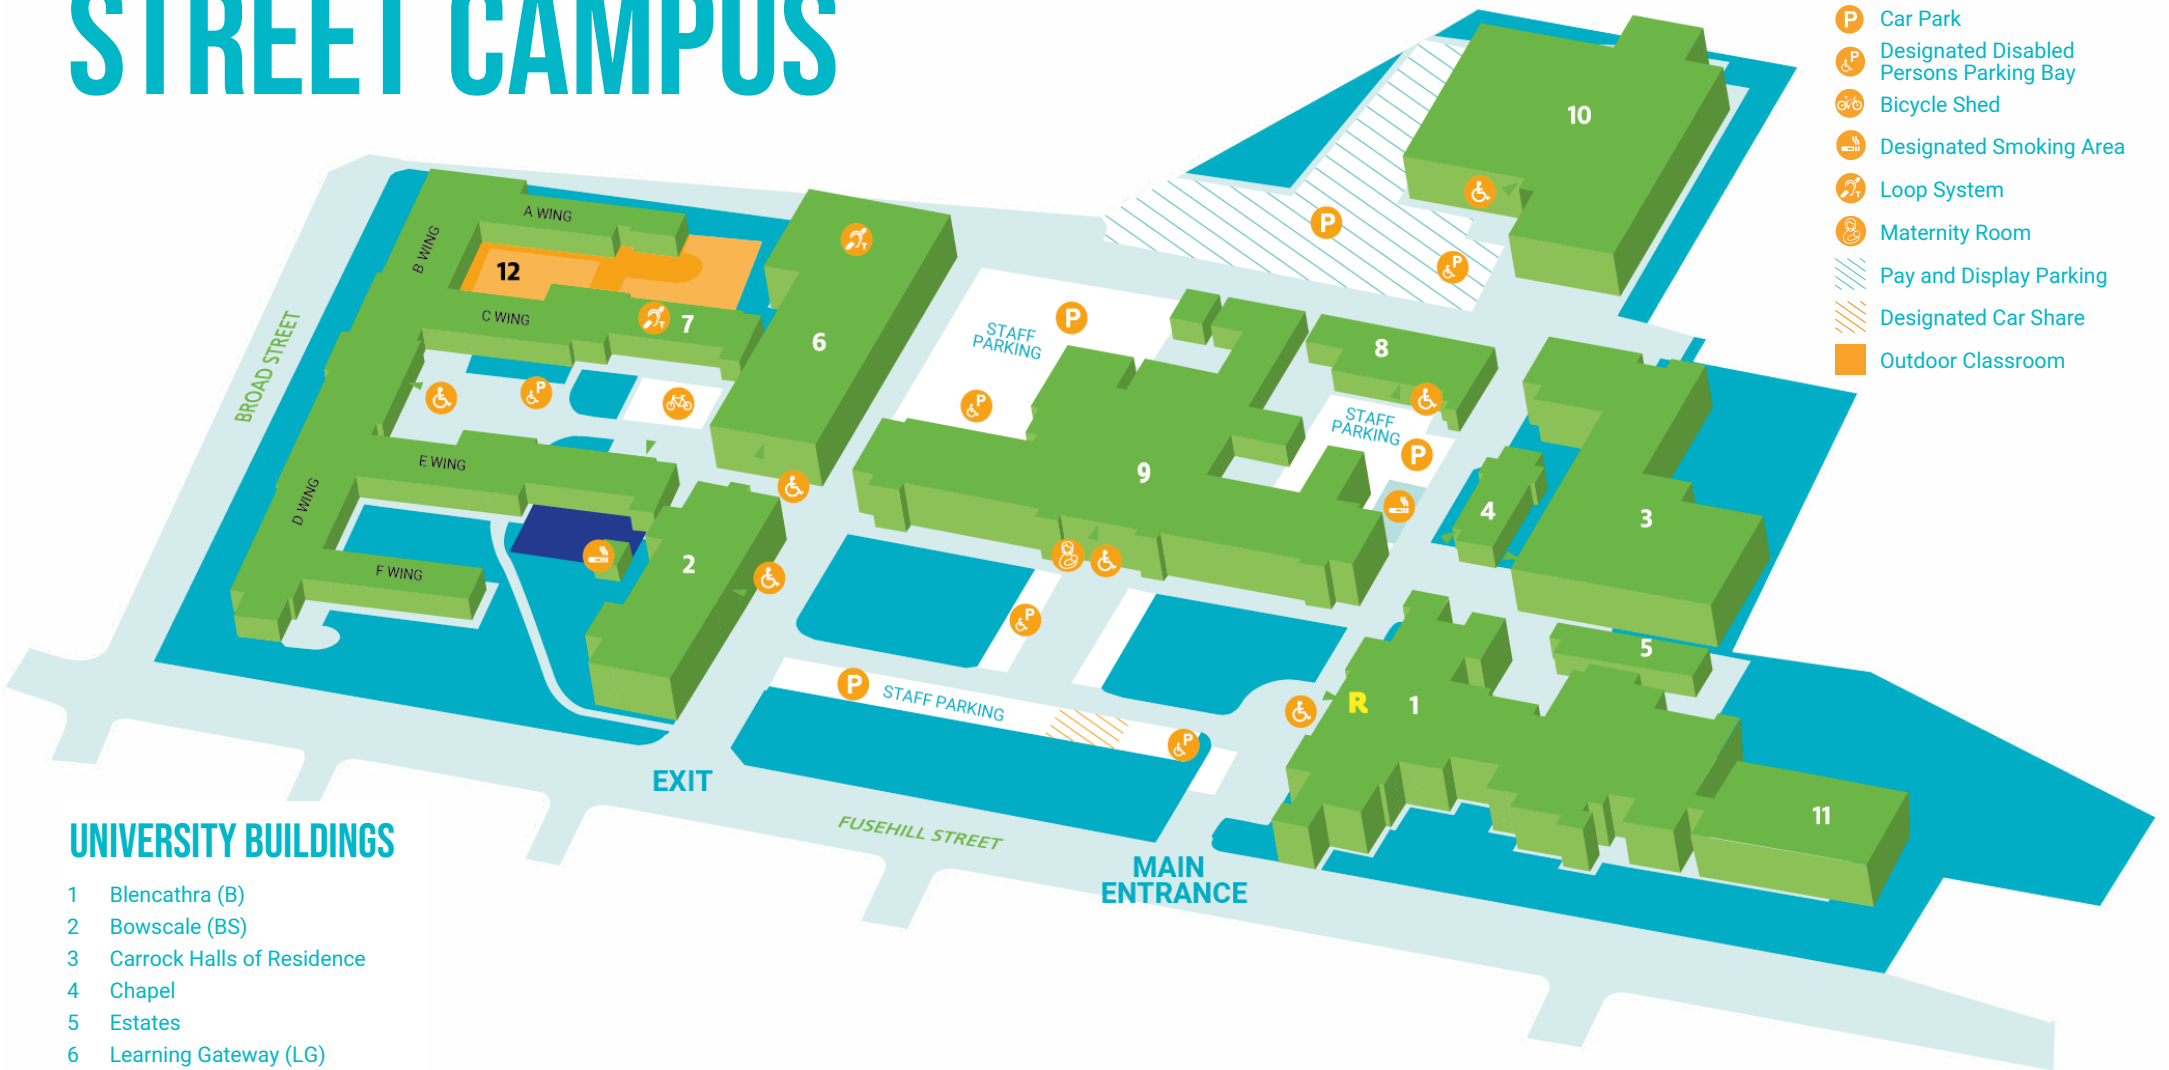 STREET CAMPUS
P Car Park
P Designated Disabled
Persons Parking Bay
Bicycle Shed
Designated Smoking Area
T Loop System
Maternity Room
Pay and Display Parking
Designated Car Share
Outdoor Classroom
10
A WING
B WING
12
C WING
T
7
6
T
P
P
P
STAFF
PARKING
P
8
STAFF
PARKING
P
BROAD STREET
P
E WING
D WING
F WING
2
9
4
3
5
P
P STAFF PARKING
P
R 1
11
EXIT
FUSEHILL STREET
MAIN
ENTRANCE
UNIVERSITY BUILDINGS
1 Blencathra (B)
2 Bowscale (BS)
3 Carrock Halls of Residence
4 Chapel
5 Estates
6 Learning Gateway (LG)